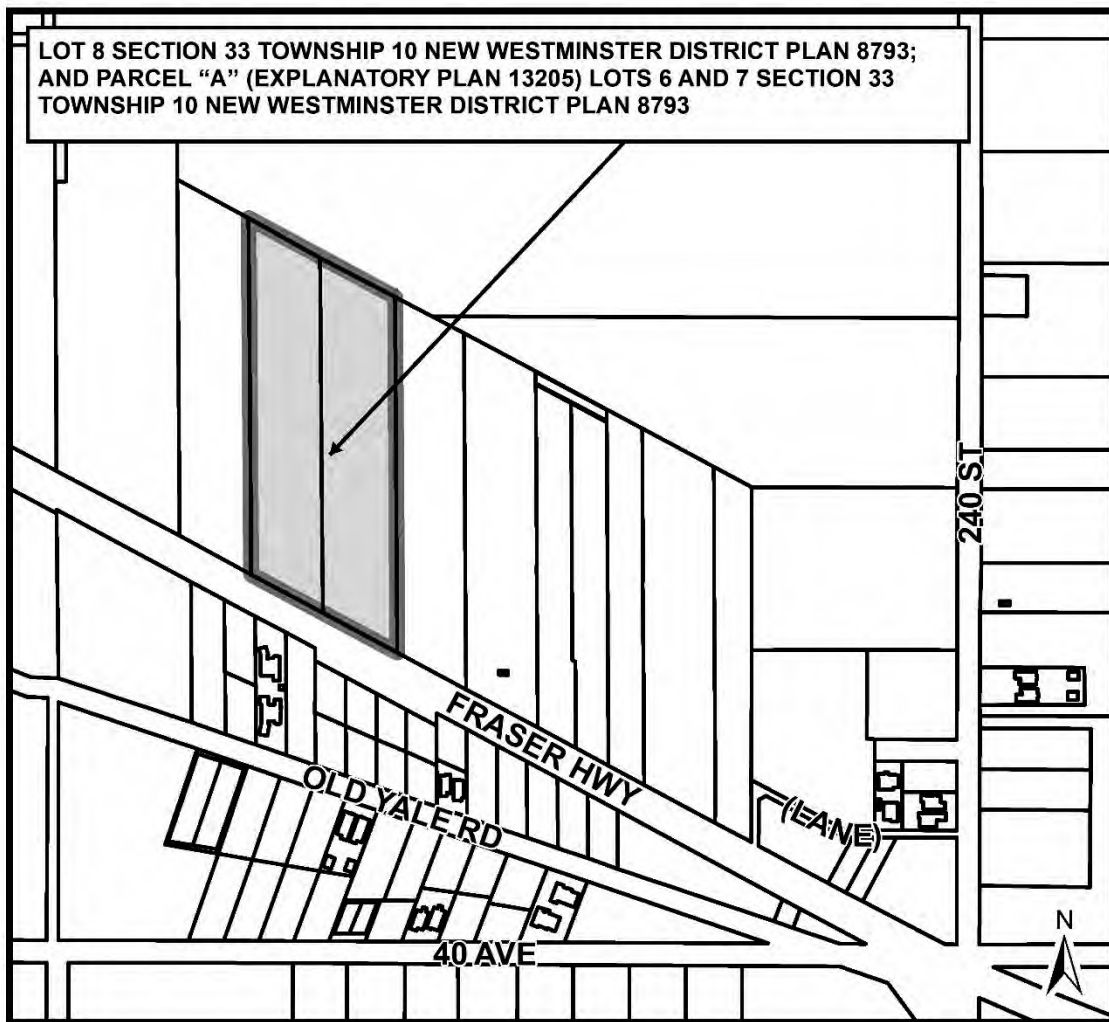 LOT 8 SECTION 33 TOWNSHIP 10 NEW WESTMINSTER DISTRICT PLAN 8793;
AND PARCEL “A” (EXPLANATORY PLAN 13205) LOTS 6 AND 7 SECTION 33
TOWNSHIP 10 NEW WESTMINSTER DISTRICT PLAN 8793
240 ST
FRASER HWY
OLD YALE RD
(LANE)
40 AVE
N